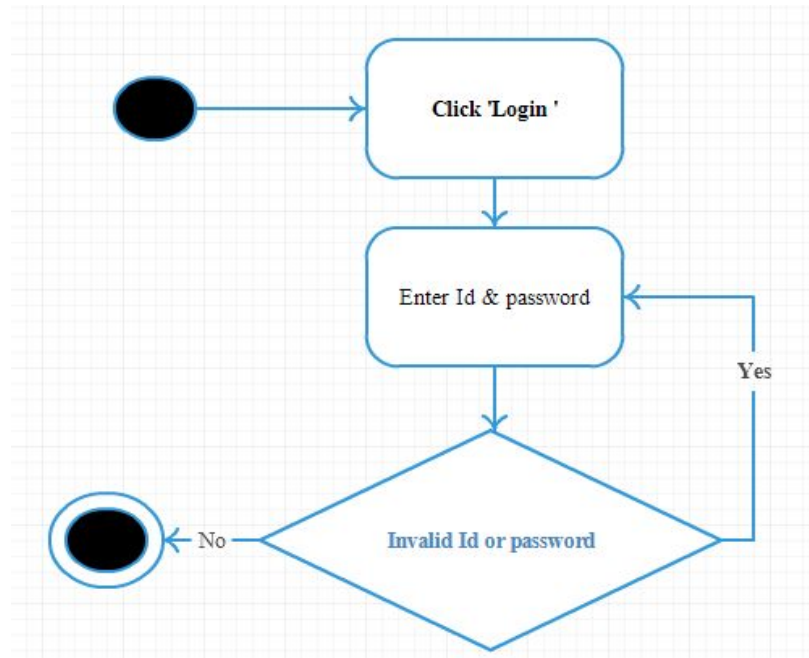 Click 'Login '
Enter Id & password
Yes
Invalid Id or password
No